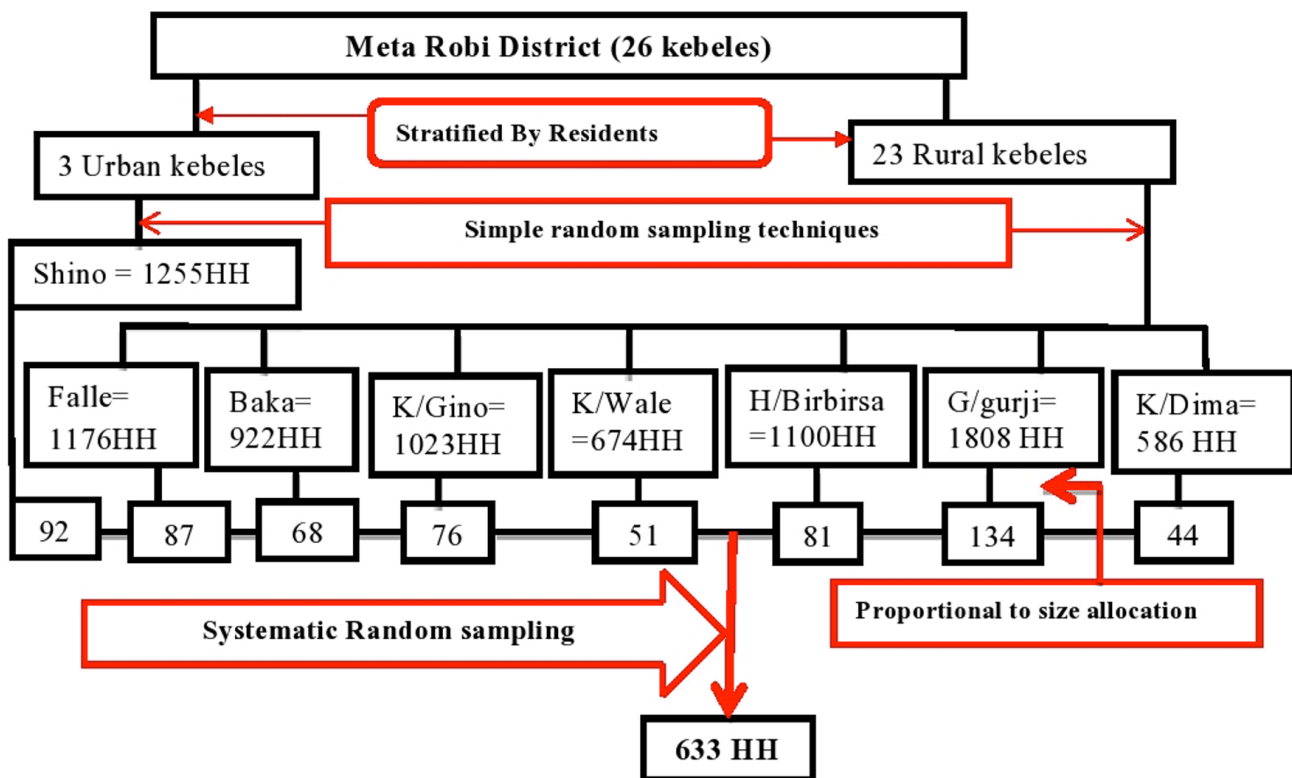 Meta Robi District (26 kebeles)
Stratified By Residents
3 Urban kebeles
23 Rural kebeles
Simple random sampling techniques
Shino = 1255HH
Falle=
1176HH
Baka=
922HH
K/Gino=
1023HH
K/Wale
=674HH
H/Birbirsa
=1100HH
G/gurji=
1808 HH
K/Dima=
586 HH
92
87
68
76
51
81
134
44
Systematic Random sampling
Proportional to size allocation
633 HH